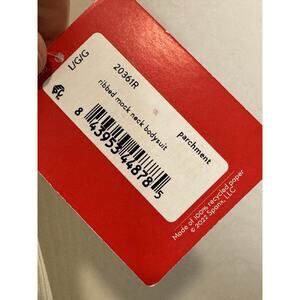 L/G/G
20361R
ribbed mock neck bodysuit
parchment
8 43953 44878 5
Made of 100% recycled paper
© 2022 Spanx, LLC